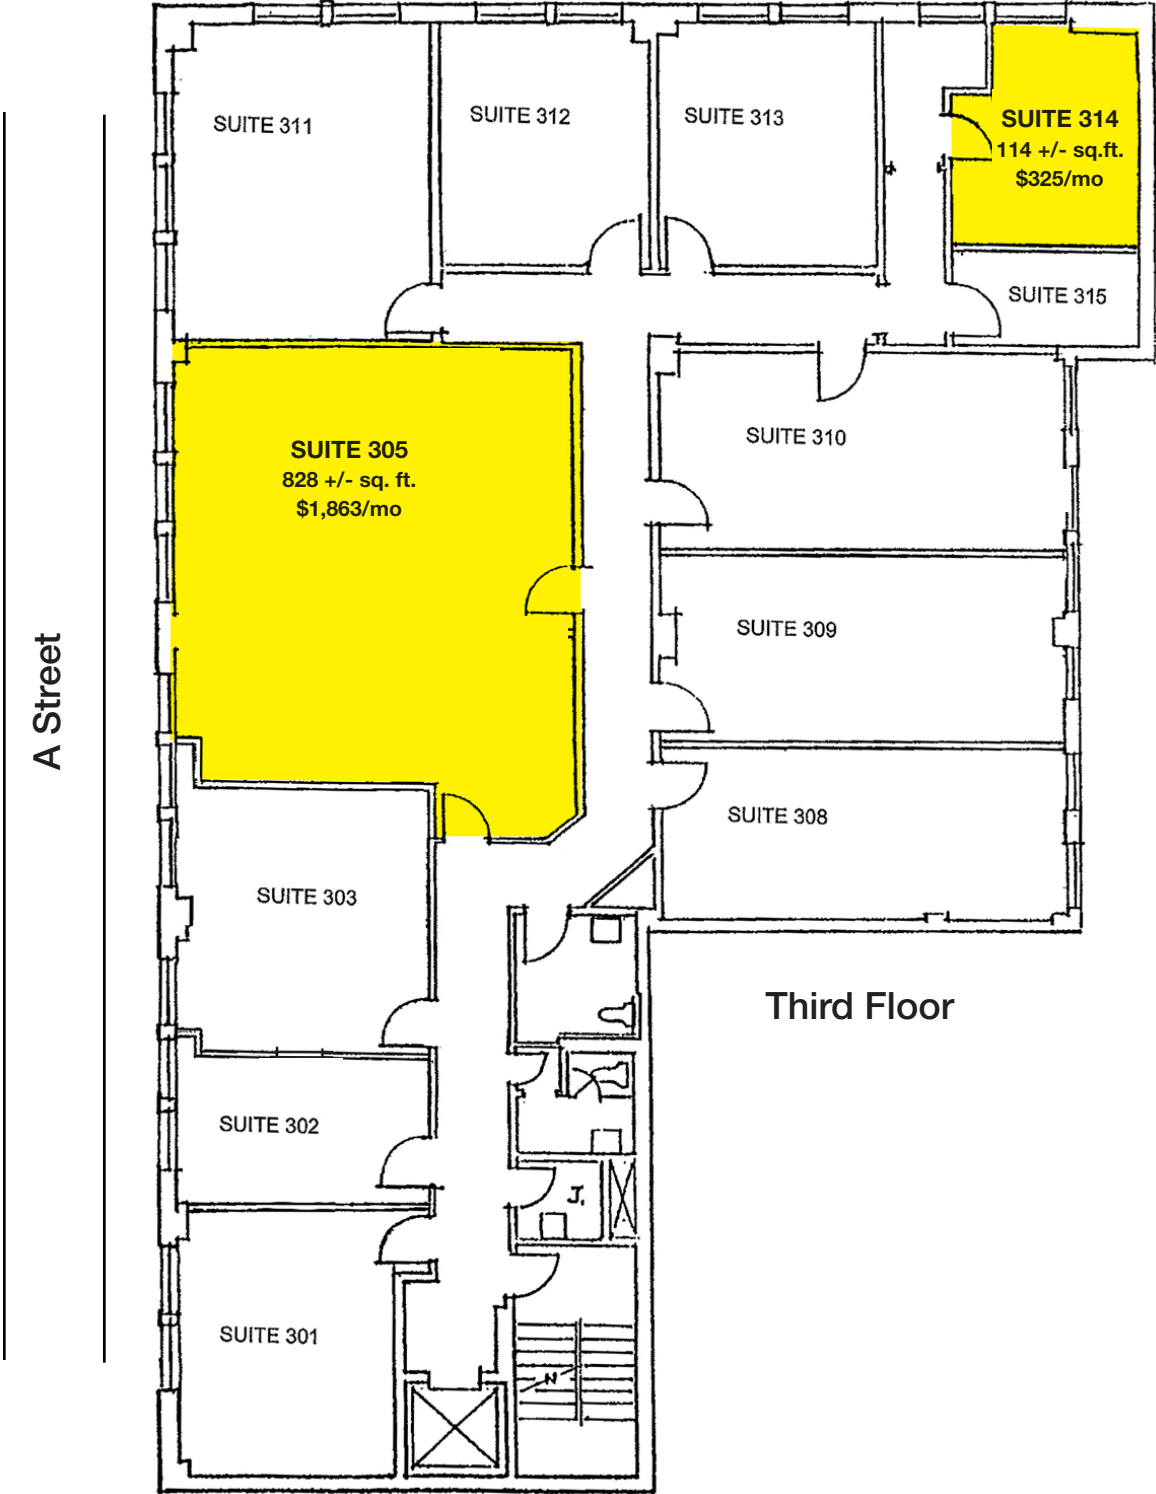 SUITE 311
SUITE 312
SUITE 313
SUITE 314
114 +/- sq.ft.
$325/mo
SUITE 315
SUITE 305
828 +/- sq. ft.
$1,863/mo
SUITE 310
SUITE 309
A Street
SUITE 308
SUITE 303
Third Floor
SUITE 302
J.
SUITE 301
N